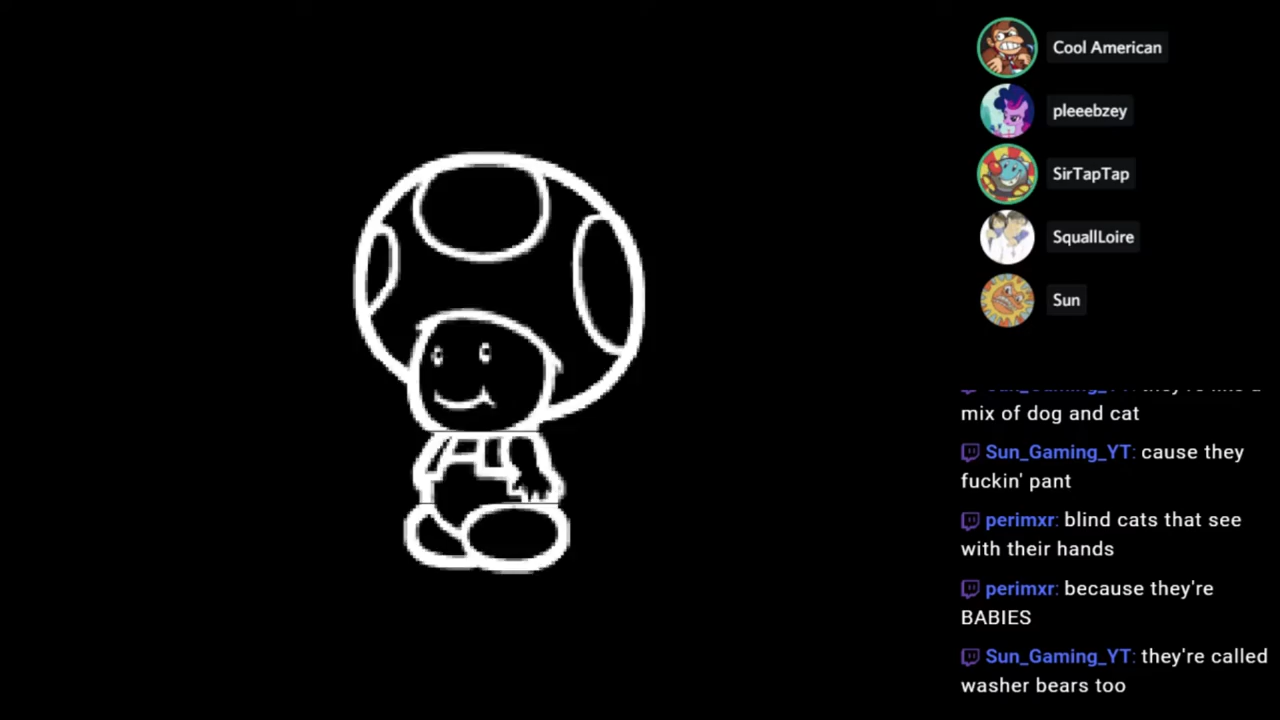 Cool American
pleeebzey
SirTapTap
SquallLoire
Sun
mix of dog and cat
Sun_Gaming_YT: cause they
fuckin' pant
perimxr: blind cats that see
with their hands
perimxr: because they're
BABIES
Sun_Gaming_YT: they're called
washer bears too